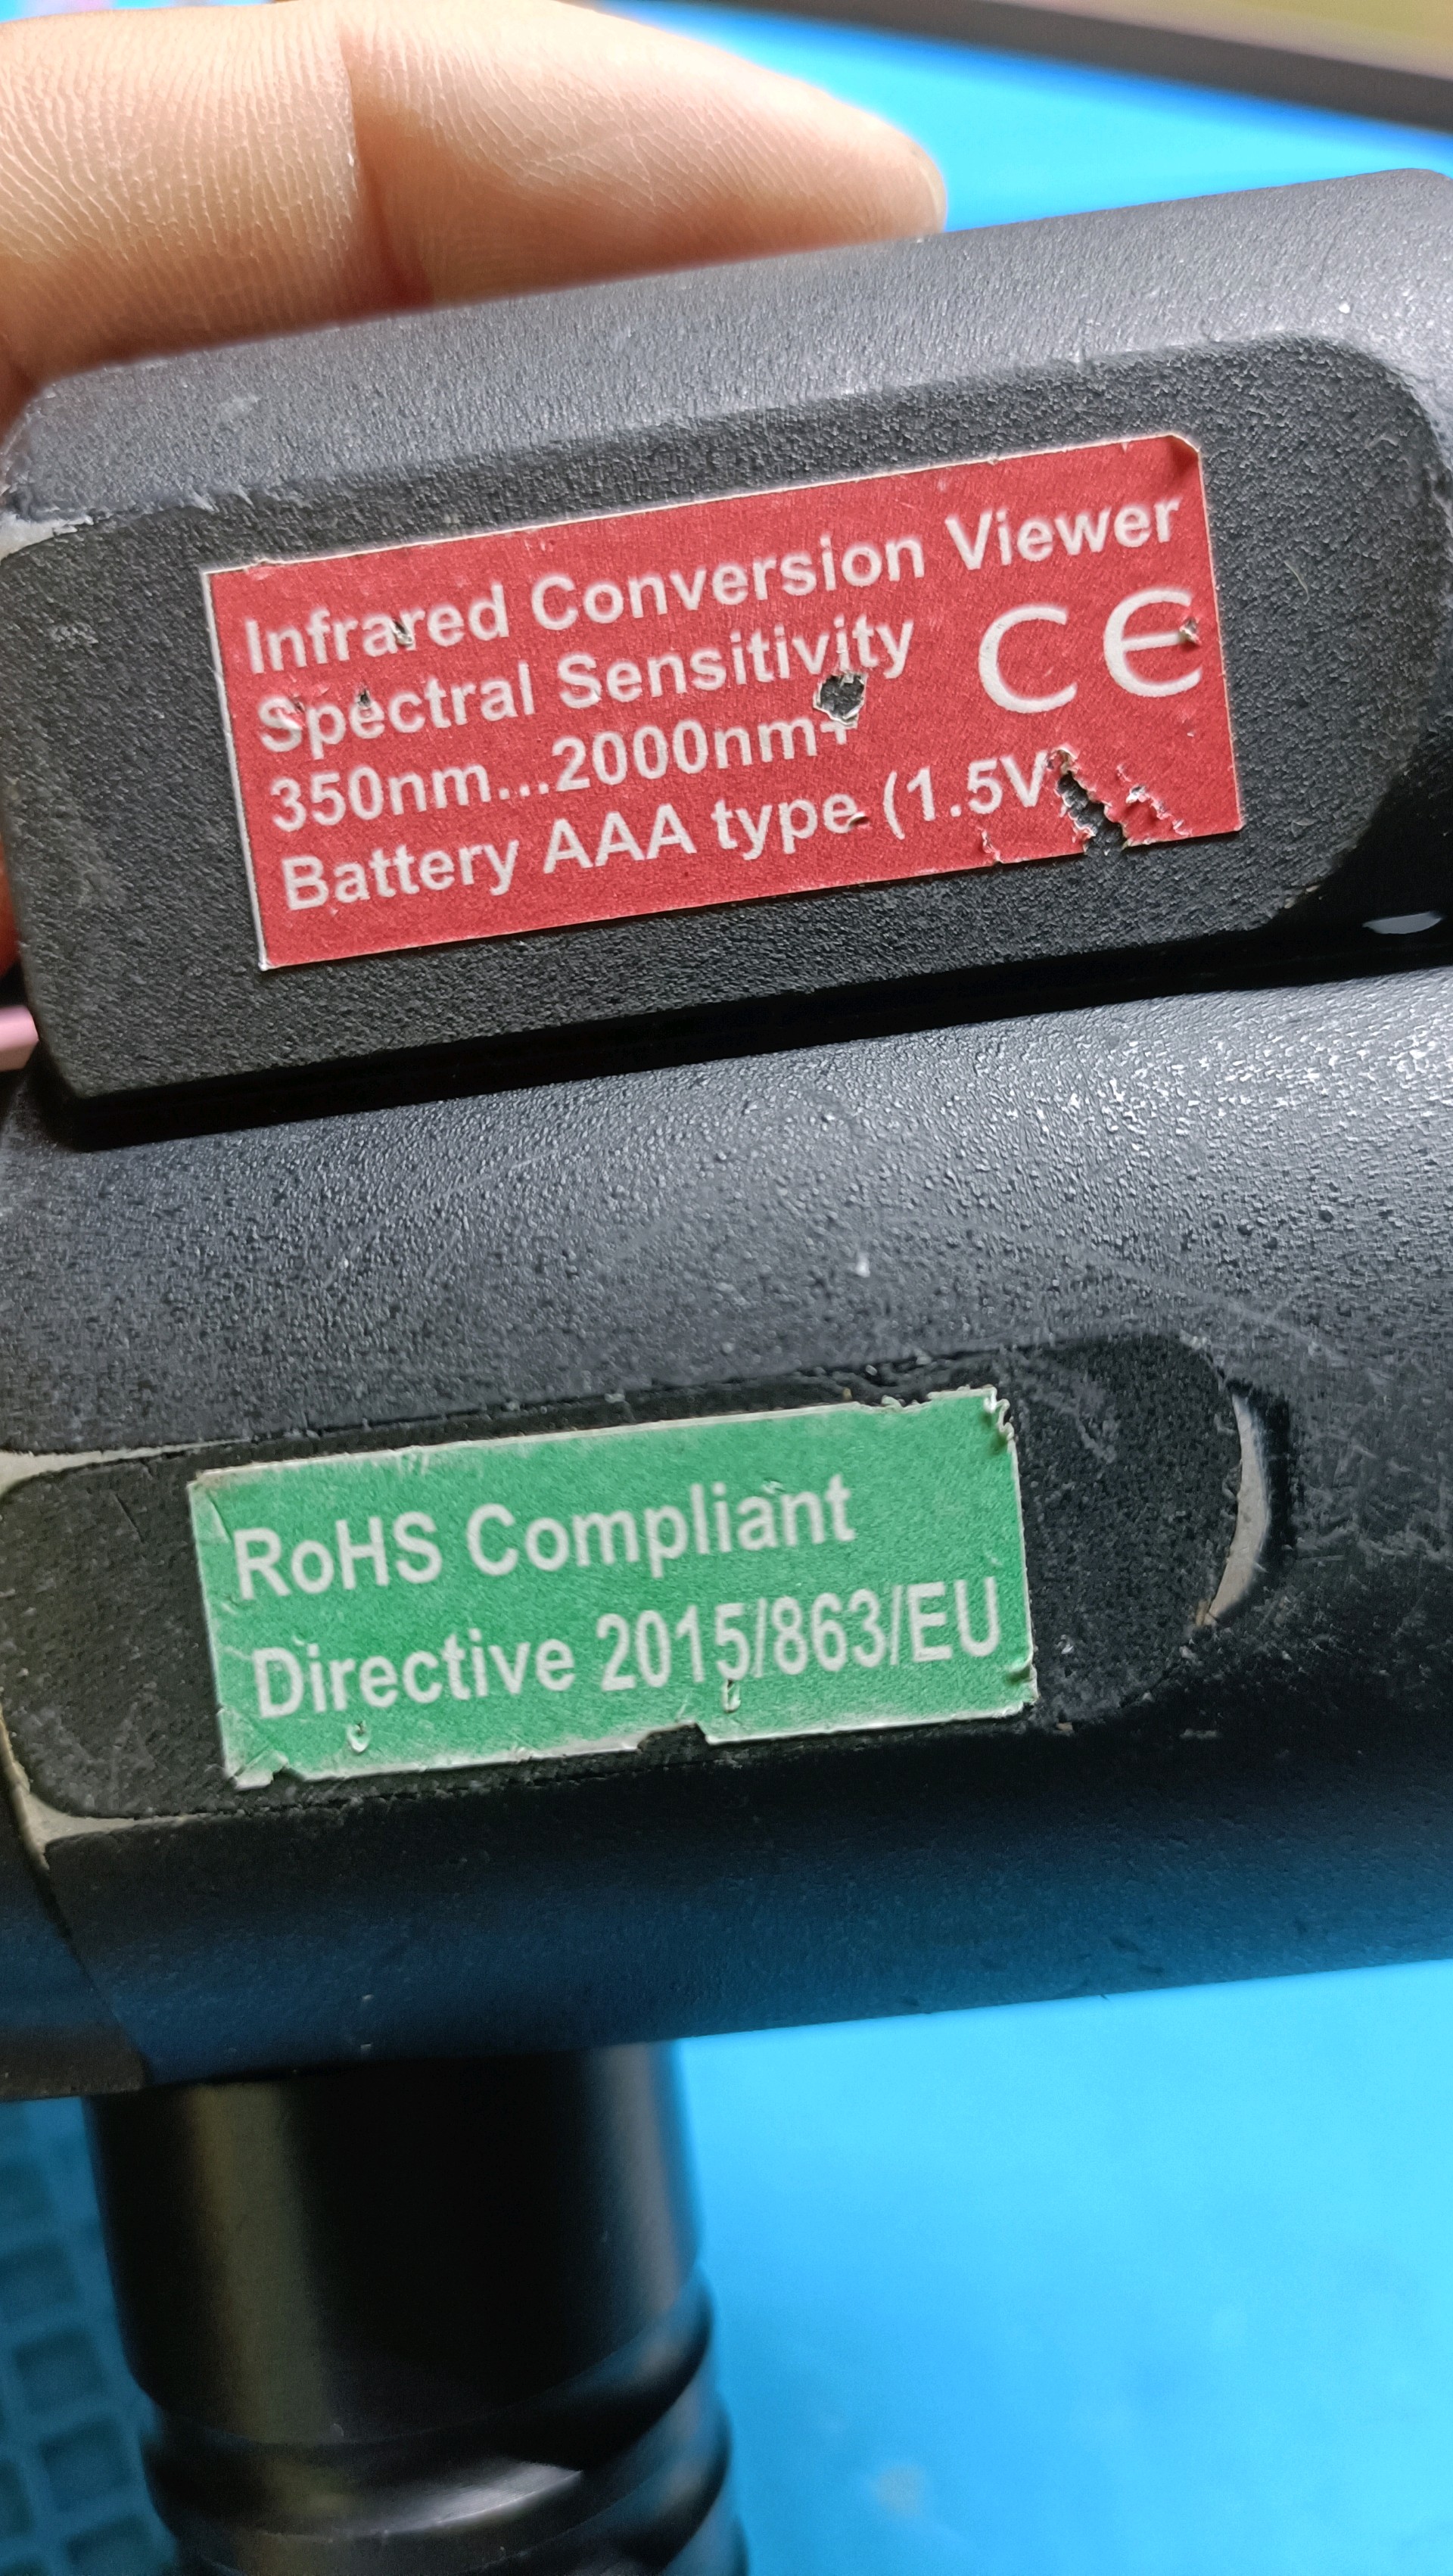 Infrared Conversion Viewer
Spectral Sensitivity
CE
350nm...2000nm+
Battery AAA type (1.5V)
RoHS Compliant
Directive 2015/863/EU